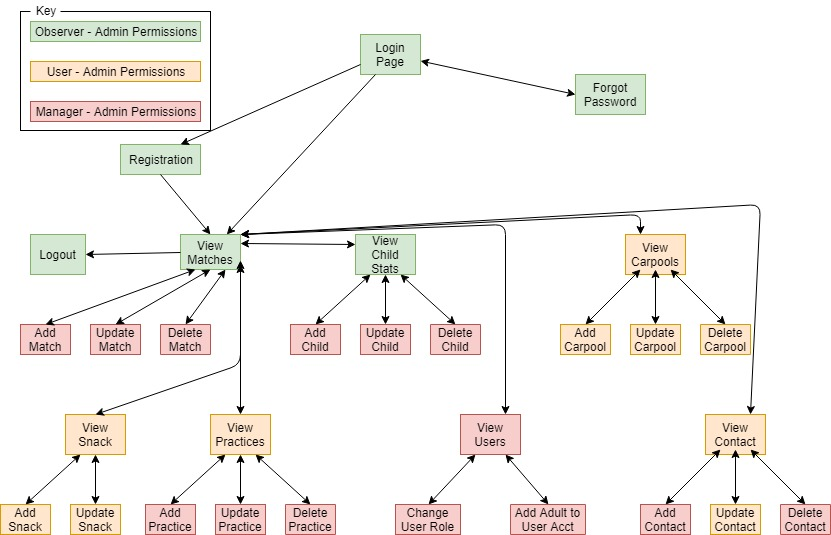 Key
Observer - Admin Permissions
User - Admin Permissions
Manager - Admin Permissions
Login
Page
Forgot
Password
Registration
Logout
View
Matches
View
Child
Stats
View
Carpools
Add
Match
Update
Match
Delete
Match
Add
Child
Update
Child
Delete
Child
Add
Carpool
Update
Carpool
Delete
Carpool
View
Snack
View
Practices
View
Users
View
Contact
Add
Snack
Update
Snack
Add
Practice
Update
Practice
Delete
Practice
Change
User Role
Add Adult to
User Acct
Add
Contact
Update
Contact
Delete
Contact